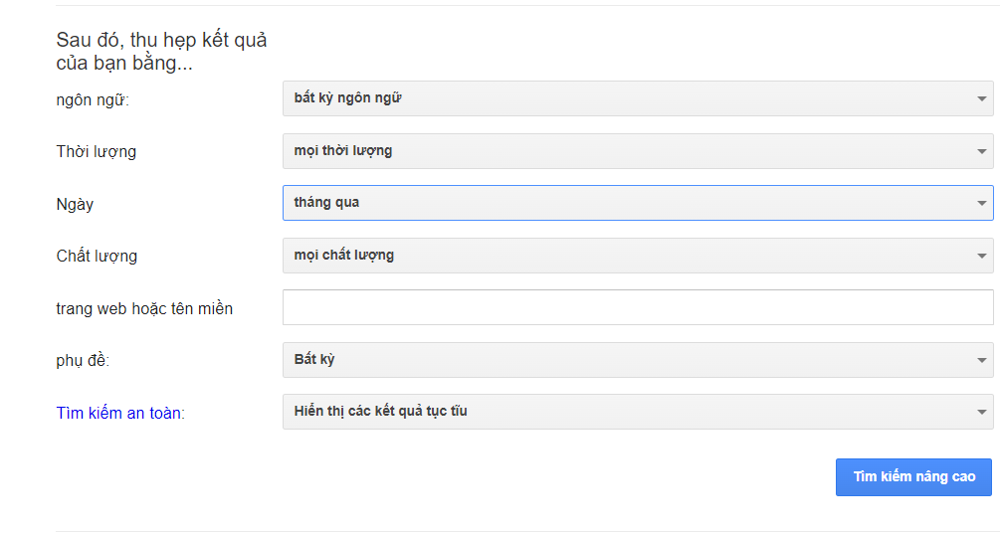 Sau đó, thu hẹp kết quả
của bạn bằng...
ngôn ngữ: bất kỳ ngôn ngữ
Thời lượng mọi thời lượng
Ngày tháng qua
Chất lượng mọi chất lượng
trang web hoặc tên miền
phụ đề: Bất kỳ
Tìm kiếm an toàn: Hiển thị các kết quả tục tĩu
Tìm kiếm nâng cao